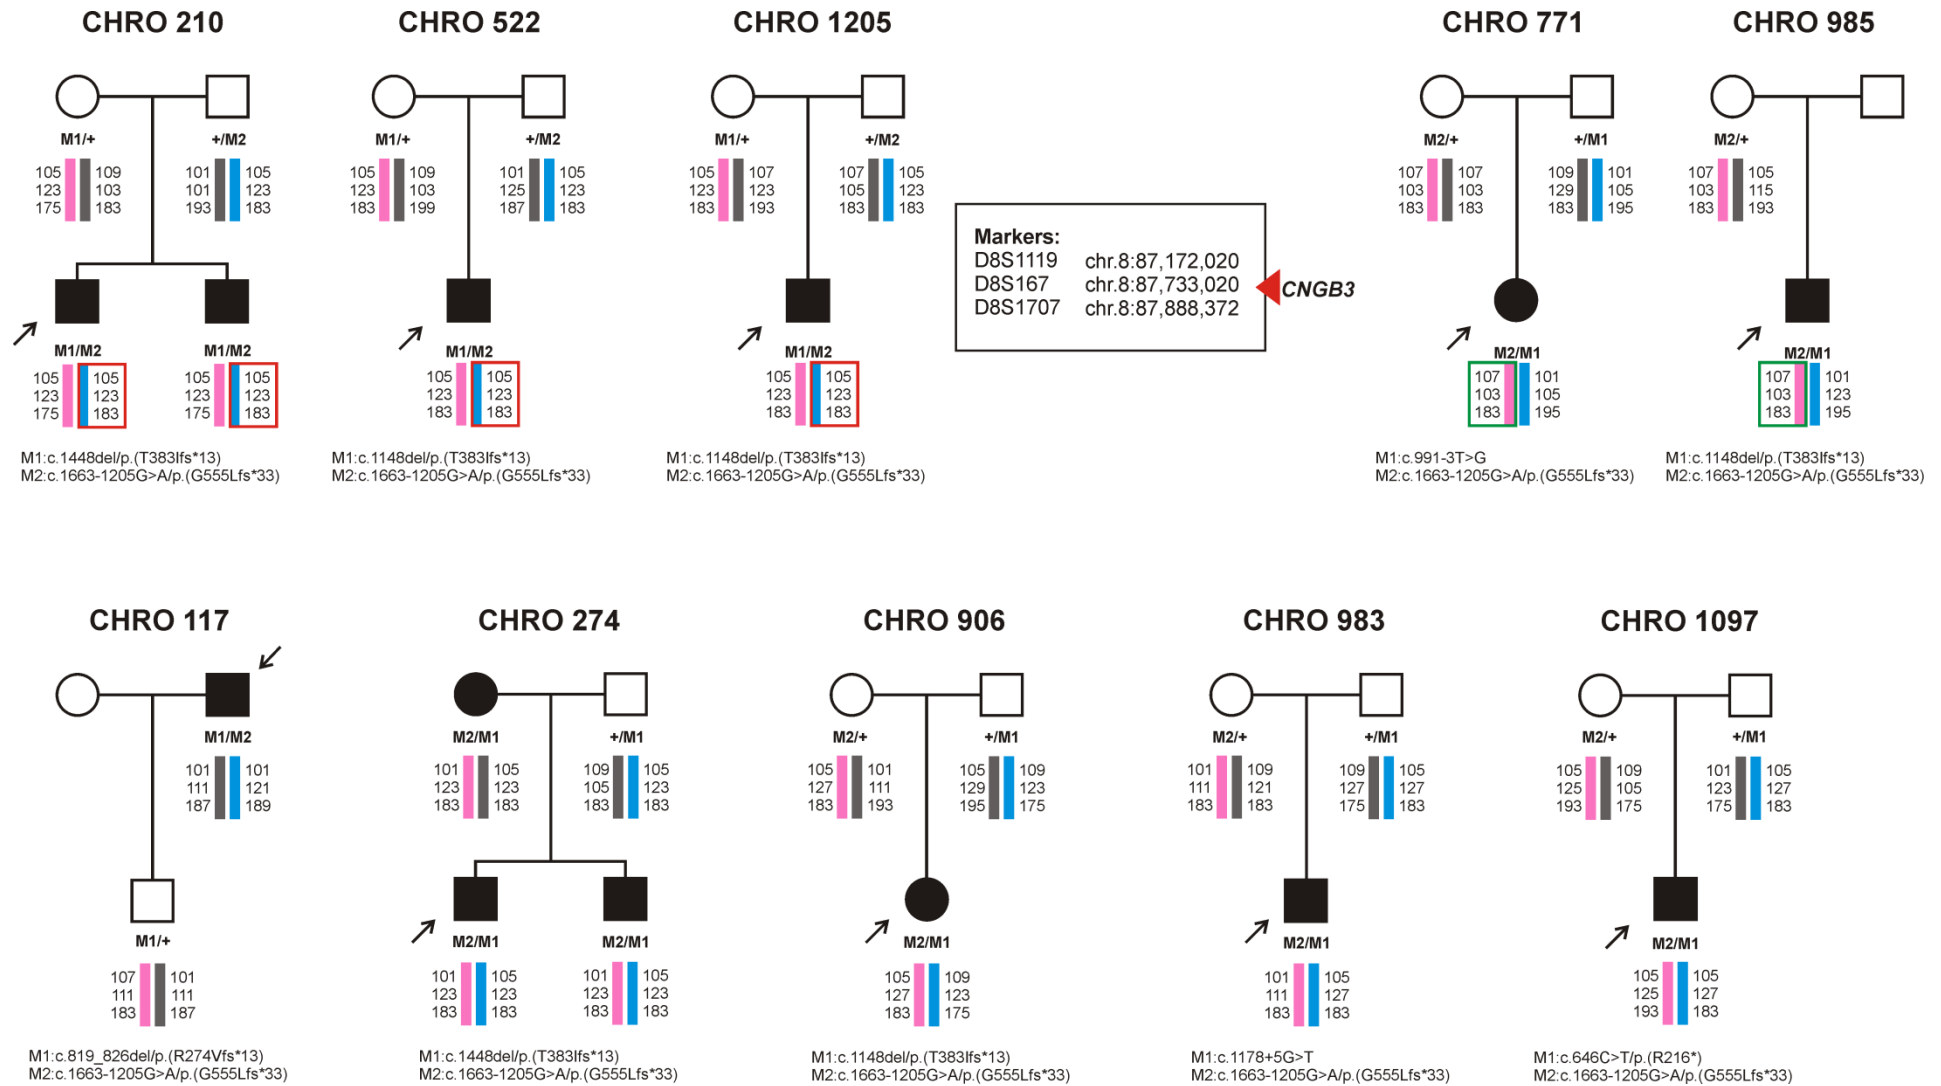 CHRO 210
CHRO 522
CHRO 1205
CHRO 771
CHRO 985
M1/+ +/M2
105 109 101 105
123 103 101 123
175 183 193 183
M1/M2 M1/M2
105 105 105 105
123 123 123 123
175 183 175 183
M1:c.1448del/p.(T383Ifs*13)
M2:c.1663-1205G>A/p.(G555Lfs*33)
M1/+ +/M2
105 109 101 105
123 103 125 123
183 199 187 183
M1/M2
105 105
123 123
183 183
M1:c.1148del/p.(T383Ifs*13)
M2:c.1663-1205G>A/p.(G555Lfs*33)
M1/+ +/M2
105 107 107 105
123 123 105 123
183 193 183 183
M1/M2
105 105
123 123
183 183
M1:c.1148del/p.(T383Ifs*13)
M2:c.1663-1205G>A/p.(G555Lfs*33)
Markers:
D8S1119 chr.8:87,172,020
D8S167 chr.8:87,733,020
D8S1707 chr.8:87,888,372
CNGB3
M2/+ +/M1
107 107 109 101
103 103 129 105
183 183 183 195
M2/M1
107 101
103 105
183 195
M1:c.991-3T>G
M2:c.1663-1205G>A/p.(G555Lfs*33)
M2/+
107 105
103 115
183 193
M2/M1
107 101
103 123
183 195
M1:c.1148del/p.(T383Ifs*13)
M2:c.1663-1205G>A/p.(G555Lfs*33)
CHRO 117
CHRO 274
CHRO 906
CHRO 983
CHRO 1097
M1/M2
101 101
111 121
187 189
M1/+
107 101
111 111
183 187
M1:c.819_826del/p.(R274Vfs*13)
M2:c.1663-1205G>A/p.(G555Lfs*33)
M2/M1 +/M1
101 105 109 105
123 123 105 123
183 183 183 183
M2/M1 M2/M1
101 105 101 105
123 123 123 123
183 183 183 183
M1:c.1448del/p.(T383Ifs*13)
M2:c.1663-1205G>A/p.(G555Lfs*33)
M2/+ +/M1
105 101 105 109
127 111 129 123
183 193 195 175
M2/M1
105 109
127 123
183 175
M1:c.1148del/p.(T383Ifs*13)
M2:c.1663-1205G>A/p.(G555Lfs*33)
M2/+ +/M1
101 109 109 105
111 121 127 127
183 183 175 183
M2/M1
101 105
111 127
183 183
M1:c.1178+5G>T
M2:c.1663-1205G>A/p.(G555Lfs*33)
M2/+ +/M1
105 109 101 105
125 105 123 127
193 175 175 183
M2/M1
105 105
125 127
193 183
M1:c.646C>T/p.(R216*)
M2:c.1663-1205G>A/p.(G555Lfs*33)